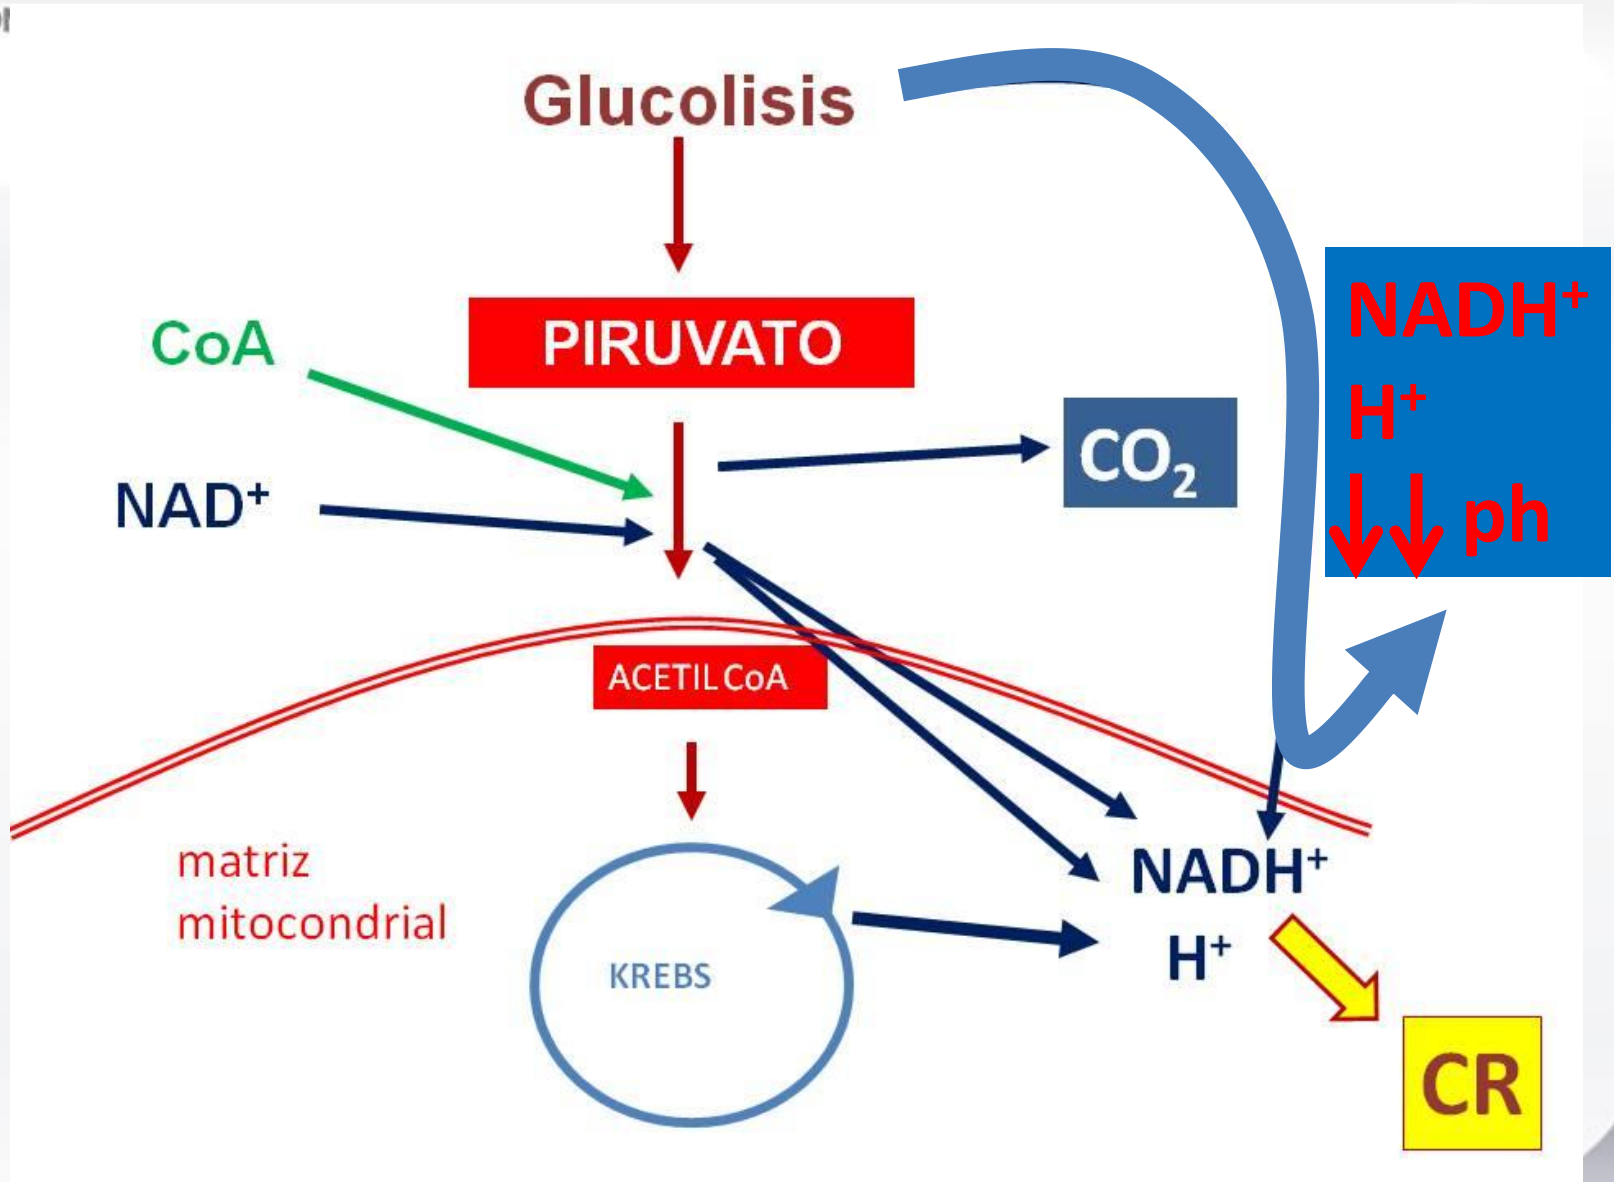 Glucolisis
NADH⁺
H⁺
PIRUVATO
CoA
CO₂
NAD⁺
↓↓ ph
ACETIL CoA
matriz
mitocondrial
NADH⁺
H⁺
KREBS
CR